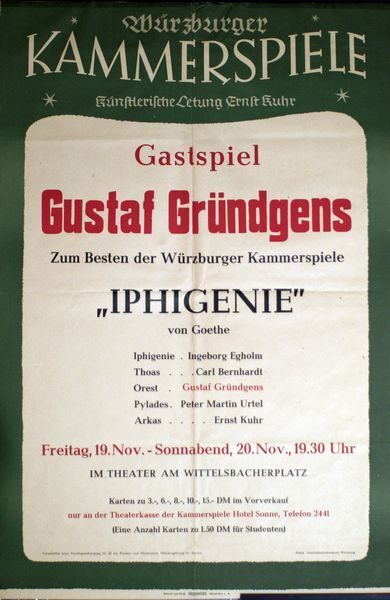 Würzburger
KAMMERSPIELE
Künstlerische Leitung Ernst Kuhr
Gastspiel
Gustaf Gründgens
Zum Besten der Würzburger Kammerspiele
„IPHIGENIE”
von Goethe
Iphigenie . Ingeborg Egholm
Thoas . . . Carl Bernhardt
Orest . Gustaf Gründgens
Pylades. Peter Martin Urtel
Arkas . . . . Ernst Kuhr
Freitag, 19. Nov. - Sonnabend, 20. Nov., 19.30 Uhr
IM THEATER AM WITTELSBACHERPLATZ
Karten zu 3.-, 6.-, 8.-, 10.-, 15.- DM im Vorverkauf
nur an der Theaterkasse der Kammerspiele Hotel Sonne, Telefon 2441
(Eine Anzahl Karten zu 1.50 DM für Studenten)